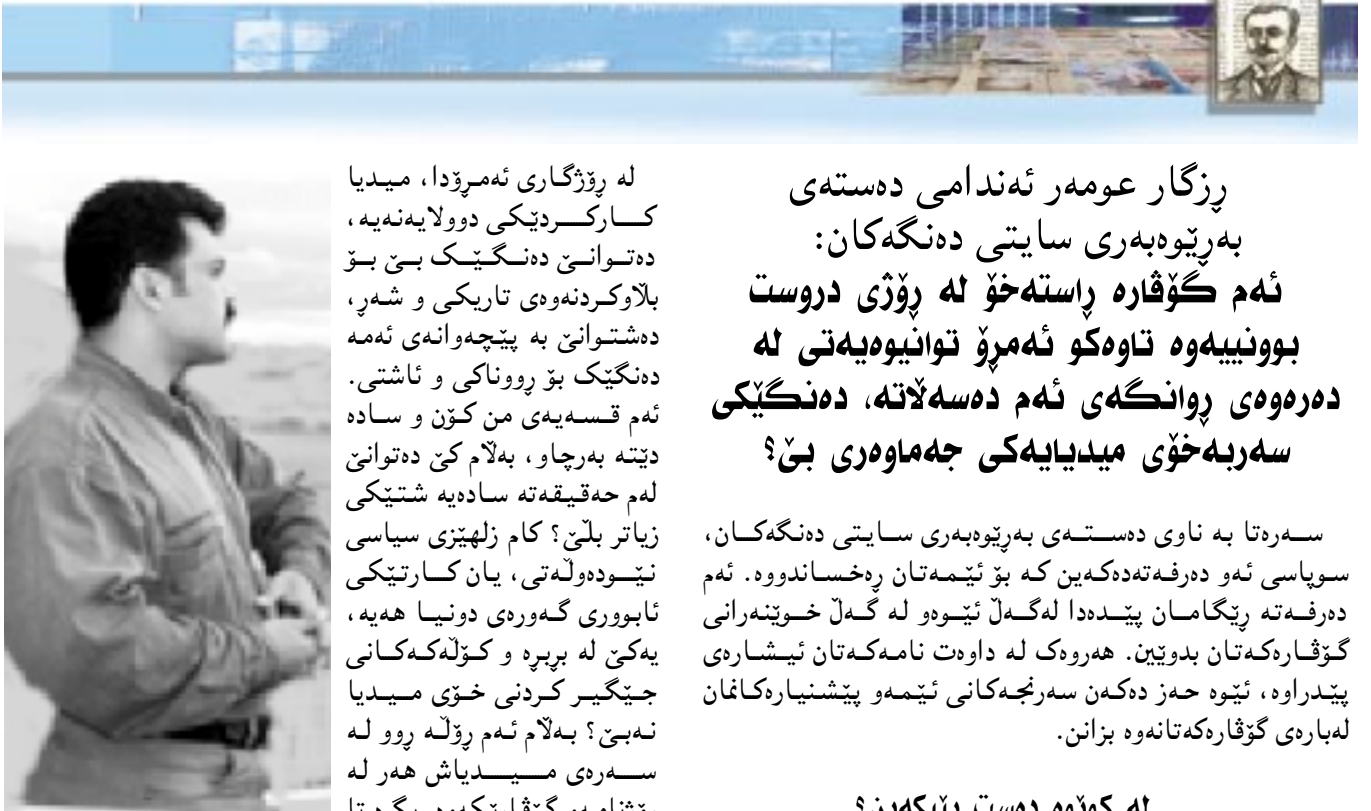 ڕزگار عومەر ئەندامی دەستەی
بەڕێوەبەری سایتی دەنگەکان:
ئەم گۆڤارە ڕاستەخۆ لە ڕۆژی دروست
بوونییەوە تاوەکو ئەمڕۆ توانیوەیەتی لە
دەرەوەی ڕوانگەی ئەم دەسەڵاتە، دەنگێکی
سەربەخۆی میدیایەکی جەماوەری بێ؟
سەرەتا بە ناوی دەستەی بەڕێوەبەری سایتی دەنگەکان،
سوپاسی ئەو دەرفەتەدەکەین کە بۆ ئێمەتان ڕەخساندووە. ئەم
دەرفەتە ڕێگامان پێدەدا لەگەڵ ئێوەو لە گەڵ خوێنەرانی
گۆڤارەکەتان بدوێین. هەروەک لە داوەت نامەکەتان ئیشارەی
پێدراوە، ئێوە حەز دەکەن سەرنجەکانی ئێمەو پێشنیارەکانمان
لەبارەی گۆڤارەکەتانەوە بزانن.
لە کوێوە دەست پێبکەین؟
لە ڕۆژگاری ئەمڕۆدا، میدیا
کارکردێکی دوولایەنەیە،
دەتوانێ دەنگێک بێ بۆ
بڵاوکردنەوەی تاریکی و شەڕ،
دەشتوانێ بە پێچەوانەی ئەمە
دەنگێک بۆ ڕووناکی و ئاشتی.
ئەم قسەیەی من کۆن و سادە
دێتە بەرچاو، بەڵام کێ دەتوانێ
لەم حەقیقەتە سادەیە شتێکی
زیاتر بڵێ؟ کام زلهێزی سیاسی
نێودەوڵەتی، یان کارتێکی
ئابووری گەورەی دونیا هەیە،
یەکێ لە بڕبڕە و کۆڵەکەکانی
جێگیر کردنی خۆی میدیا
نەبێ؟ بەڵام ئەم ڕۆڵە ڕوو لە
سەرەی میدیاش هەر لە